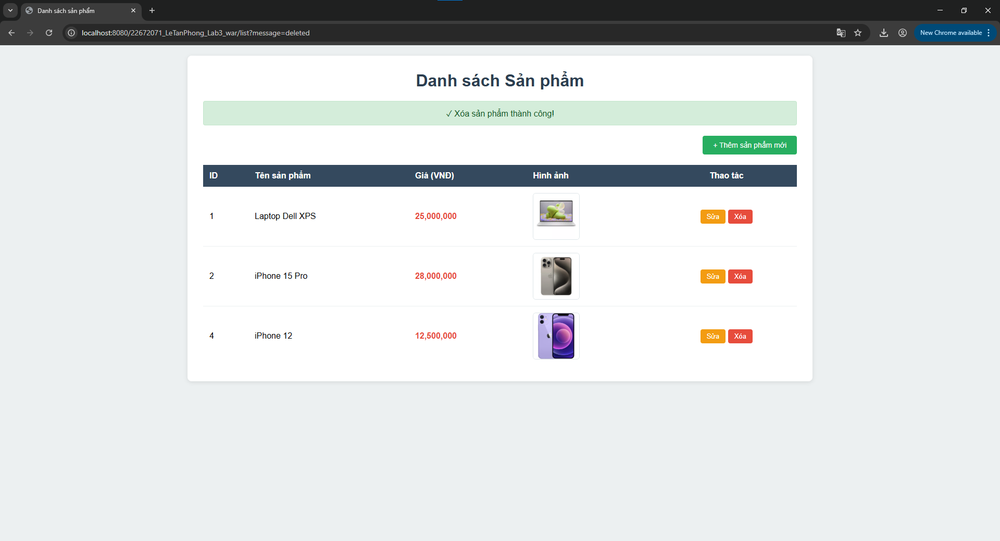 Danh sách sản phẩm
localhost:8080/22672071_LeTanPhong_Lab3_war/list?message=deleted
New Chrome available
Danh sách Sản phẩm
✓ Xóa sản phẩm thành công!
+ Thêm sản phẩm mới
ID Tên sản phẩm Giá (VNĐ) Hình ảnh Thao tác
1 Laptop Dell XPS 25,000,000 Sửa Xóa
2 iPhone 15 Pro 28,000,000 Sửa Xóa
4 iPhone 12 12,500,000 Sửa Xóa